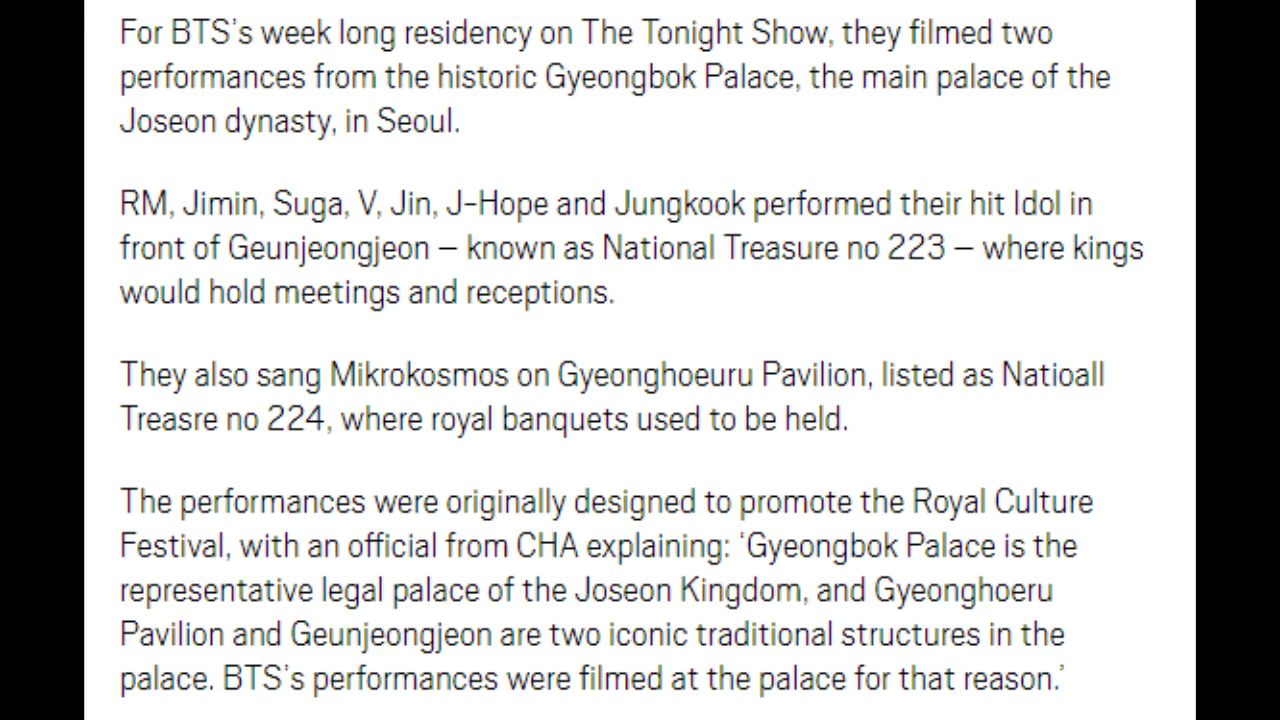 For BTS's week long residency on The Tonight Show, they filmed two
performances from the historic Gyeongbok Palace, the main palace of the
Joseon dynasty, in Seoul.
RM, Jimin, Suga, V, Jin, J-Hope and Jungkook performed their hit Idol in
front of Geunjeongjeon – known as National Treasure no 223 – where kings
would hold meetings and receptions.
They also sang Mikrokosmos on Gyeonghoeuru Pavilion, listed as Natioall
Treasre no 224, where royal banquets used to be held.
The performances were originally designed to promote the Royal Culture
Festival, with an official from CHA explaining: ‘Gyeongbok Palace is the
representative legal palace of the Joseon Kingdom, and Gyeonghoeru
Pavilion and Geunjeongjeon are two iconic traditional structures in the
palace. BTS's performances were filmed at the palace for that reason.’